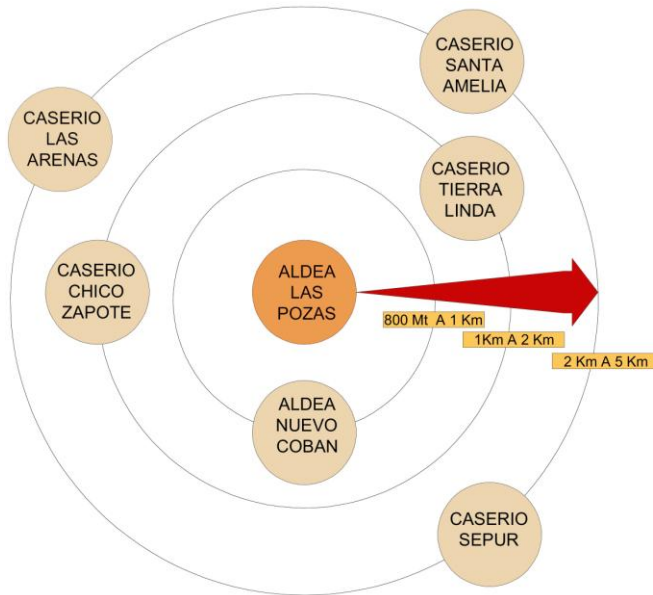 CASERIO
SANTA
AMELIA
CASERIO
LAS
ARENAS
CASERIO
TIERRA
LINDA
CASERIO
CHICO
ZAPOTE
ALDEA
LAS
POZAS
800 Mt A 1 Km
1Km A 2 Km
2 Km A 5 Km
ALDEA
NUEVO
COBAN
CASERIO
SEPUR